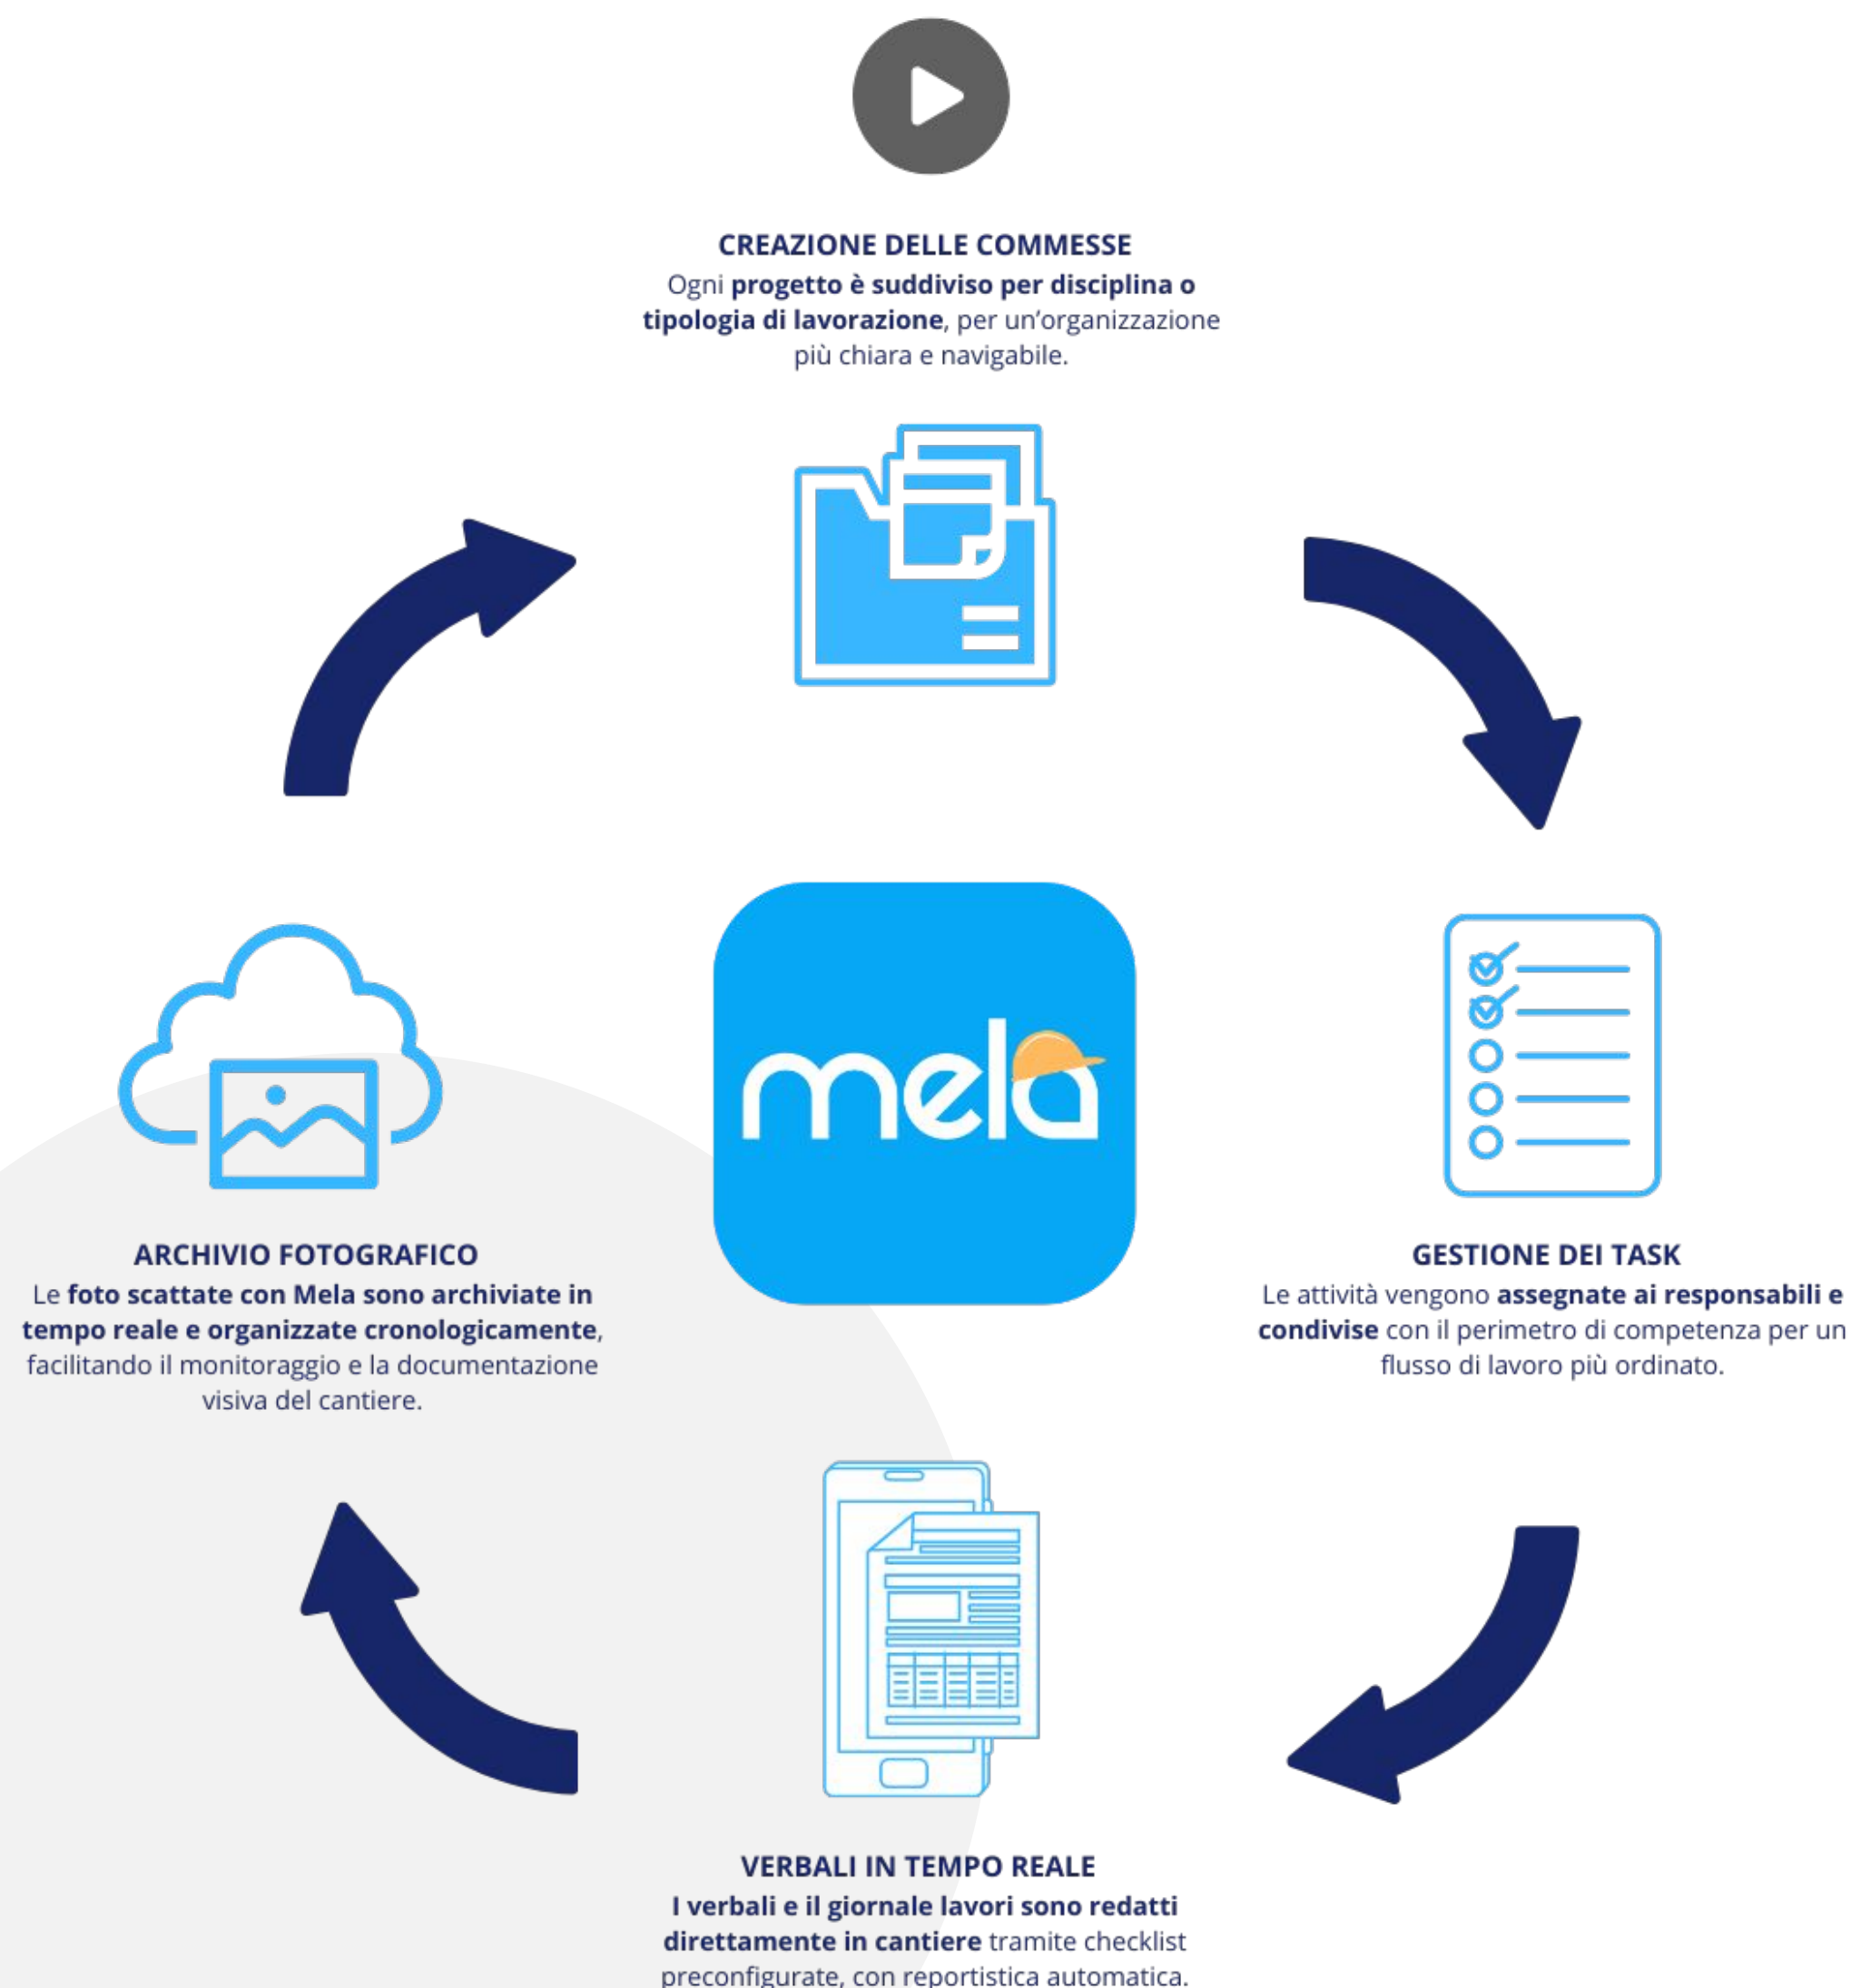 CREAZIONE DELLE COMMESSE
Ogni progetto è suddiviso per disciplina o
tipologia di lavorazione, per un'organizzazione
più chiara e navigabile.
mela
ARCHIVIO FOTOGRAFICO
Le foto scattate con Mela sono archiviate in
tempo reale e organizzate cronologicamente,
facilitando il monitoraggio e la documentazione
visiva del cantiere.
GESTIONE DEI TASK
Le attività vengono assegnate ai responsabili e
condivise con il perimetro di competenza per un
flusso di lavoro più ordinato.
VERBALI IN TEMPO REALE
I verbali e il giornale lavori sono redatti
direttamente in cantiere tramite checklist
preconfigurate, con reportistica automatica.